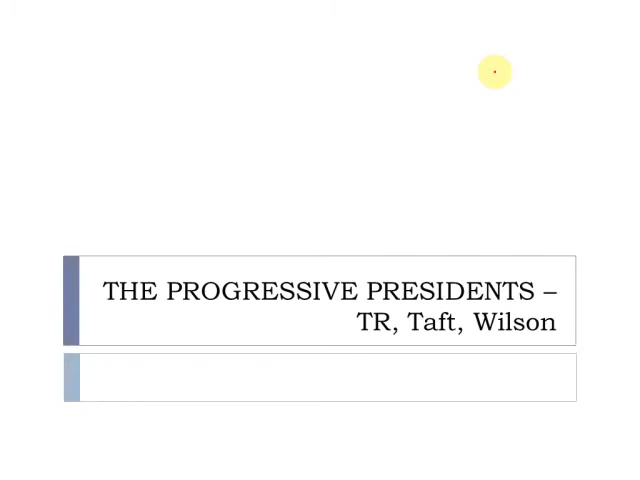 THE PROGRESSIVE PRESIDENTS –
TR, Taft, Wilson